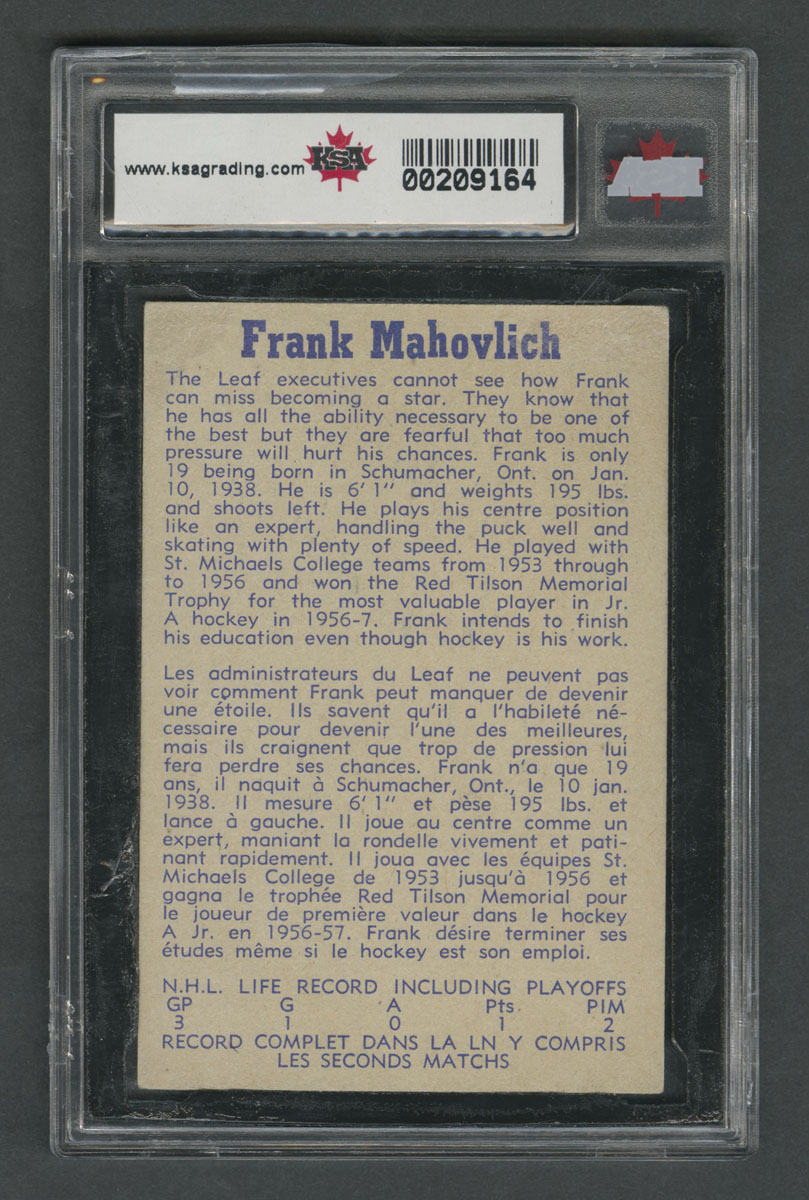 www.ksagrading.com
KSA
00209164
KSA
Frank Mahovlich
The Leaf executives cannot see how Frank
can miss becoming a star. They know that
he has all the ability necessary to be one of
the best but they are fearful that too much
pressure will hurt his chances. Frank is only
19 being born in Schumacher, Ont. on Jan.
10, 1938. He is 6' 1" and weights 195 lbs.
and shoots left. He plays his centre position
like an expert, handling the puck well and
skating with plenty of speed. He played with
St. Michaels College teams from 1953 through
to 1956 and won the Red Tilson Memorial
Trophy for the most valuable player in Jr.
A hockey in 1956-7. Frank intends to finish
his education even though hockey is his work.
Les administrateurs du Leaf ne peuvent pas
voir comment Frank peut manquer de devenir
une étoile. Ils savent qu'il a l'habileté né-
cessaire pour devenir l'une des meilleures,
mais ils craignent que trop de pression lui
fera perdre ses chances. Frank n'a que 19
ans, il naquit à Schumacher, Ont., le 10 jan.
1938. Il mesure 6' 1" et pèse 195 lbs. et
lance à gauche. Il joue au centre comme un
expert, maniant la rondelle vivement et pati-
nant rapidement. Il joua avec les équipes St.
Michaels College de 1953 jusqu'à 1956 et
gagna le trophée Red Tilson Memorial pour
le joueur de première valeur dans le hockey
A Jr. en 1956-57. Frank désire terminer ses
études même si le hockey est son emploi.
N.H.L. LIFE RECORD INCLUDING PLAYOFFS
GP G A Pts. PIM
3 1 0 1 2
RECORD COMPLET DANS LA LN Y COMPRIS
LES SECONDS MATCHS